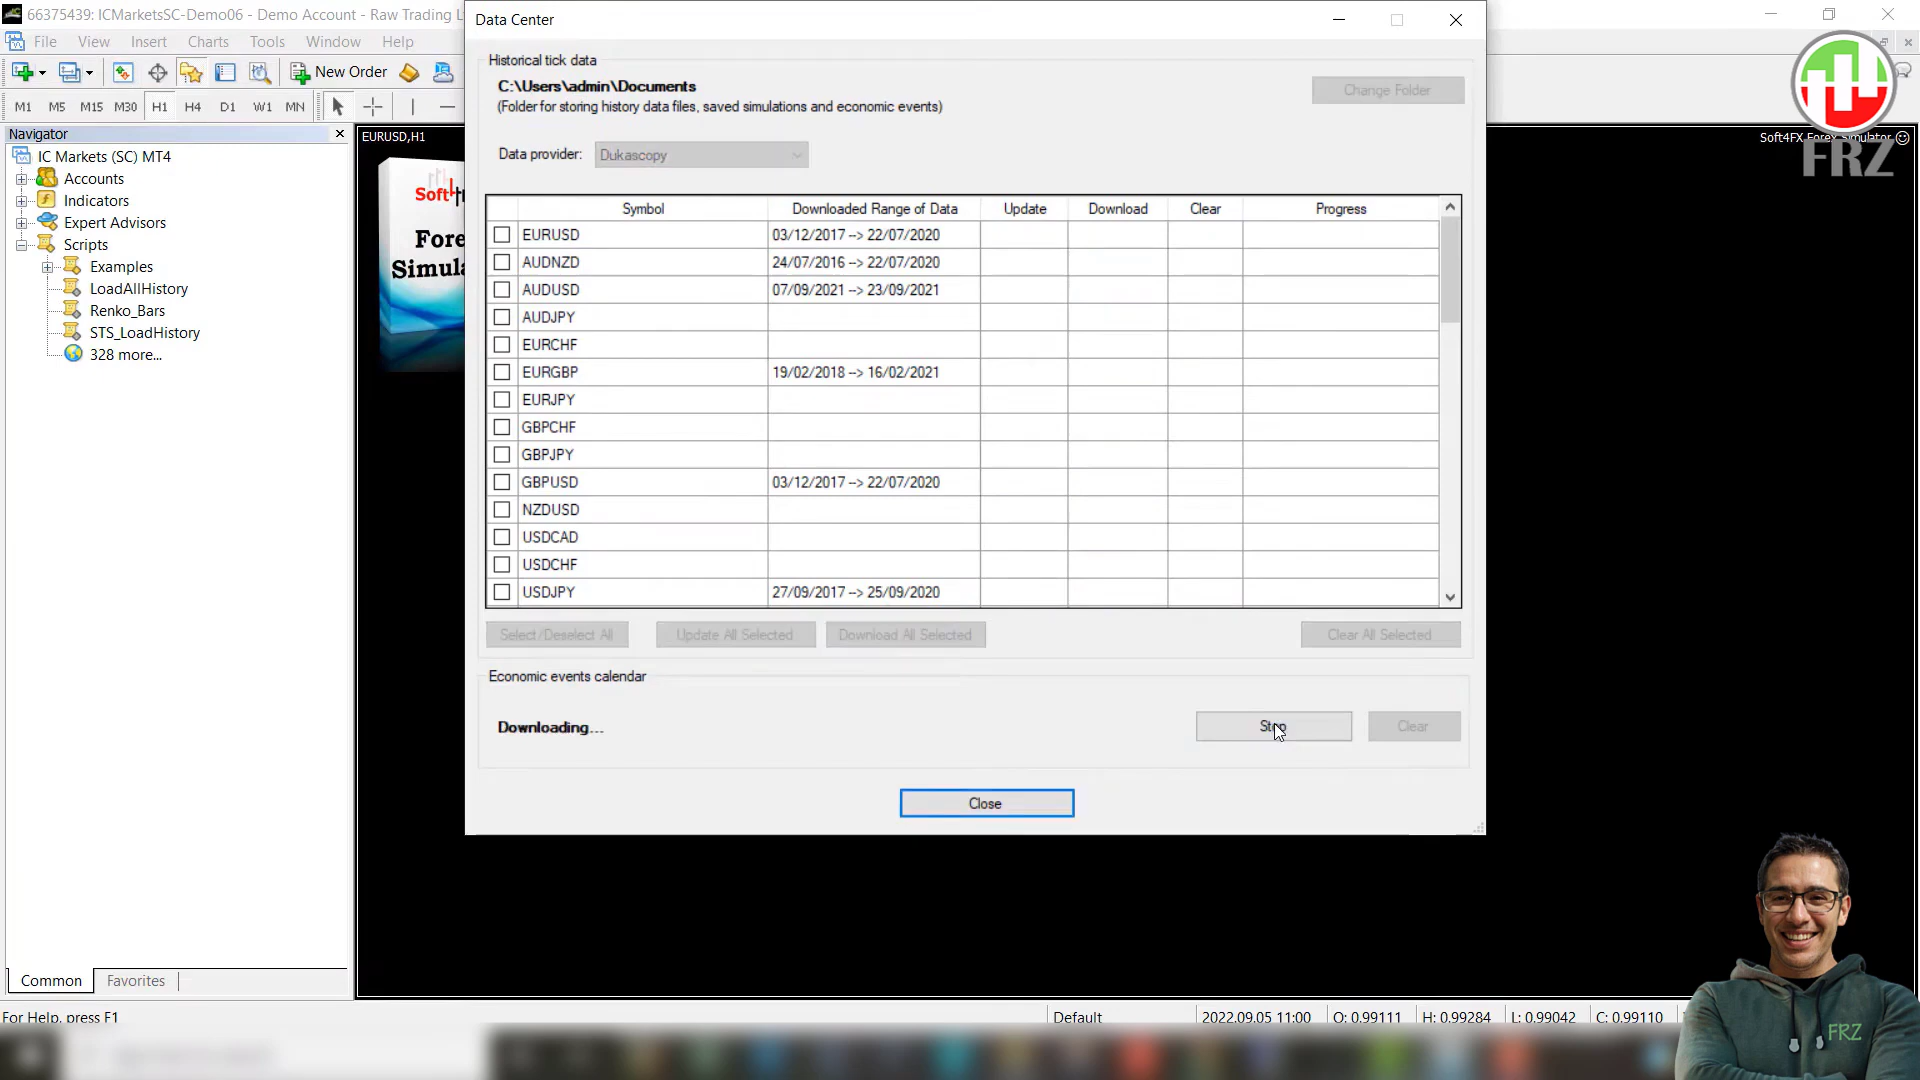 66375439: ICMarketsSC-Demo06 - Demo Account - Raw Trading L
Data Center
File View Insert Charts Tools Window Help
New Order
M1 M5 M15 M30 H1 H4 D1 W1 MN
Navigator
IC Markets (SC) MT4
Accounts
Indicators
Expert Advisors
Scripts
Examples
LoadAllHistory
Renko_Bars
STS_LoadHistory
328 more...
Common Favorites
For Help, press F1
EURUSD,H1
Soft
Fore
Simula
Historical tick data
C:\Users\admin\Documents
(Folder for storing history data files, saved simulations and economic events)
Change Folder
Data provider: Dukascopy
Symbol Downloaded Range of Data Update Download Clear Progress
EURUSD 03/12/2017 --> 22/07/2020
AUDNZD 24/07/2016 --> 22/07/2020
AUDUSD 07/09/2021 --> 23/09/2021
AUDJPY
EURCHF
EURGBP 19/02/2018 --> 16/02/2021
EURJPY
GBPCHF
GBPJPY
GBPUSD 03/12/2017 --> 22/07/2020
NZDUSD
USDCAD
USDCHF
USDJPY 27/09/2017 --> 25/09/2020
Select/Deselect All Update All Selected Download All Selected Clear All Selected
Economic events calendar
Downloading... Stop Clear
Close
Soft4FX Forex Simulator
FRZ
Default 2022.09.05 11:00 O: 0.99111 H: 0.99284 L: 0.99042 C: 0.99110
FRZ